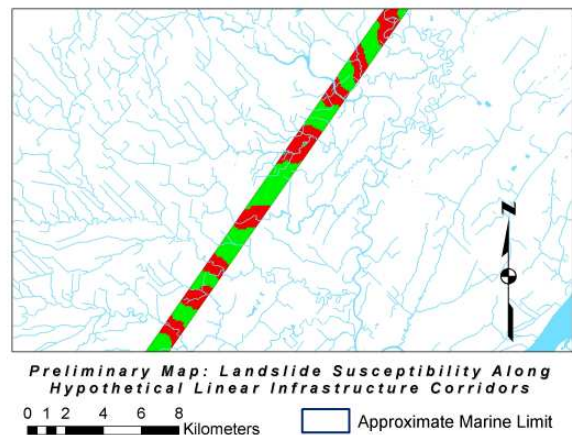 N
Preliminary Map: Landslide Susceptibility Along
Hypothetical Linear Infrastructure Corridors
0 1 2 4 6 8
Kilometers
Approximate Marine Limit